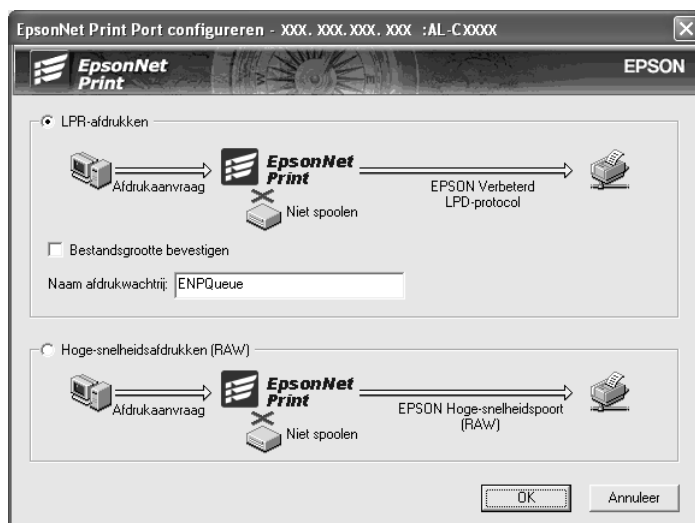 EpsonNet Print Port configureren - XXX. XXX.XXX. XXX :AL-CXXXX
EpsonNet
Print
EPSON
LPR-afdrukken
Afdrukaanvraag
EpsonNet
Print
Niet spoolen
EPSON Verbeterd
LPD-protocol
Bestandsgrootte bevestigen
Naam afdrukwachtrij: ENPQueue
Hoge-snelheidsafdrukken (RAW)
Afdrukaanvraag
EpsonNet
Print
Niet spoolen
EPSON Hoge-snelheidspoort
(RAW)
OK
Annuleer